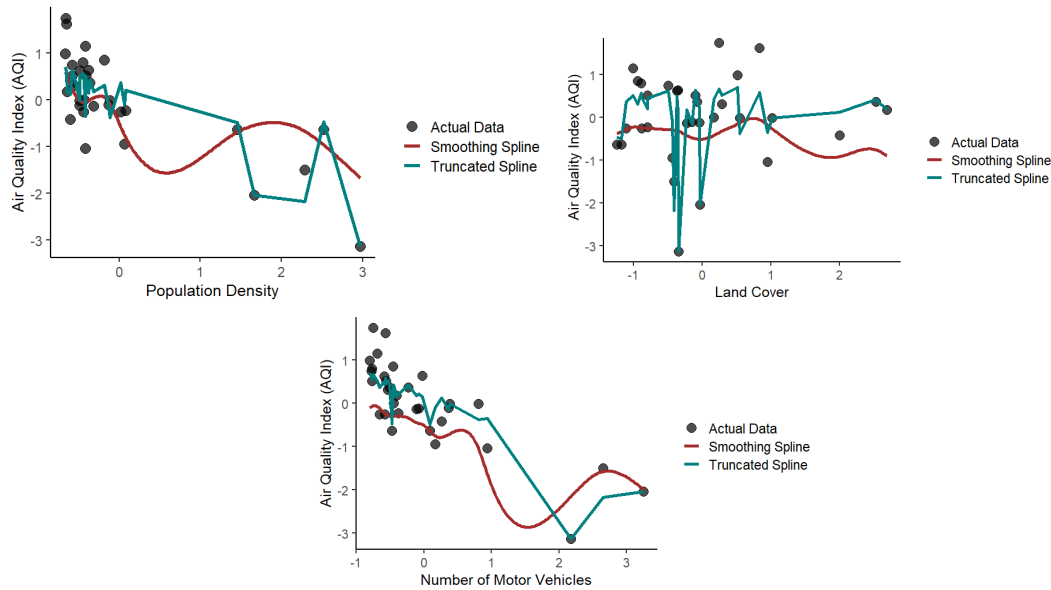 Air Quality Index (AQI)
1
0
-1
-2
-3
0
1
2
3
Population Density
Actual Data
Smoothing Spline
Truncated Spline
Air Quality Index (AQI)
1
0
-1
-2
-3
-1
0
1
2
Land Cover
Actual Data
Smoothing Spline
Truncated Spline
Air Quality Index (AQI)
1
0
-1
-2
-3
-1
0
1
2
3
Number of Motor Vehicles
Actual Data
Smoothing Spline
Truncated Spline